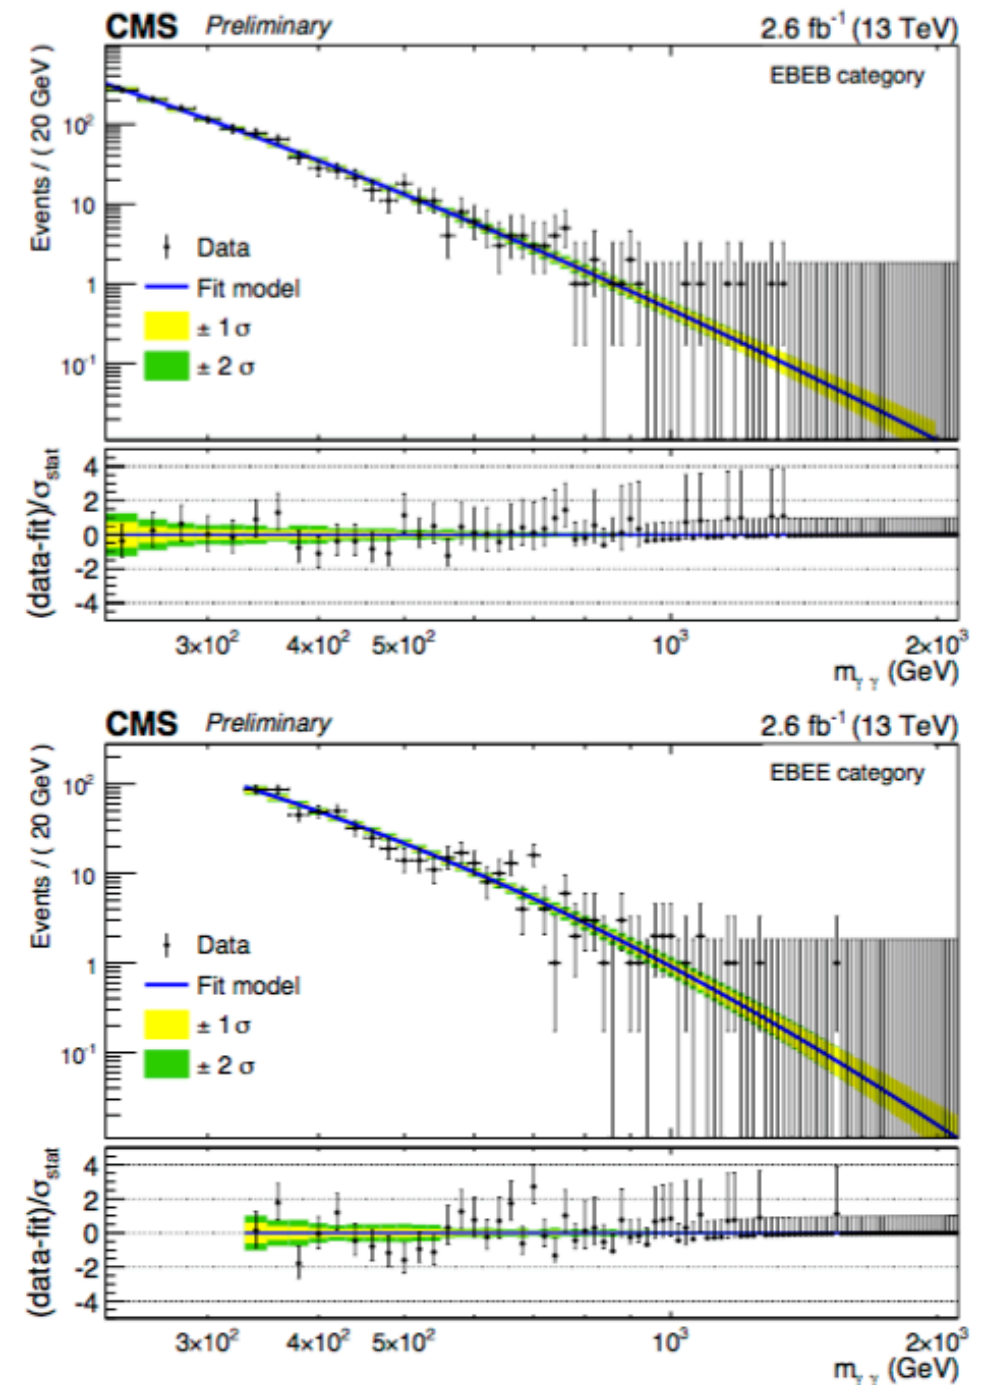 CMS Preliminary 2.6 fb⁻¹ (13 TeV)
EBEB category
Events / ( 20 GeV )
10²
10
1
10⁻¹
Data
Fit model
± 1 σ
± 2 σ
(data-fit)/σstat
4
2
0
-2
-4
3×10² 4×10² 5×10² 10³ 2×10³
mγγ (GeV)
CMS Preliminary 2.6 fb⁻¹ (13 TeV)
EBEE category
Events / ( 20 GeV )
10²
10
1
10⁻¹
Data
Fit model
± 1 σ
± 2 σ
(data-fit)/σstat
4
2
0
-2
-4
3×10² 4×10² 5×10² 10³ 2×10³
mγγ (GeV)